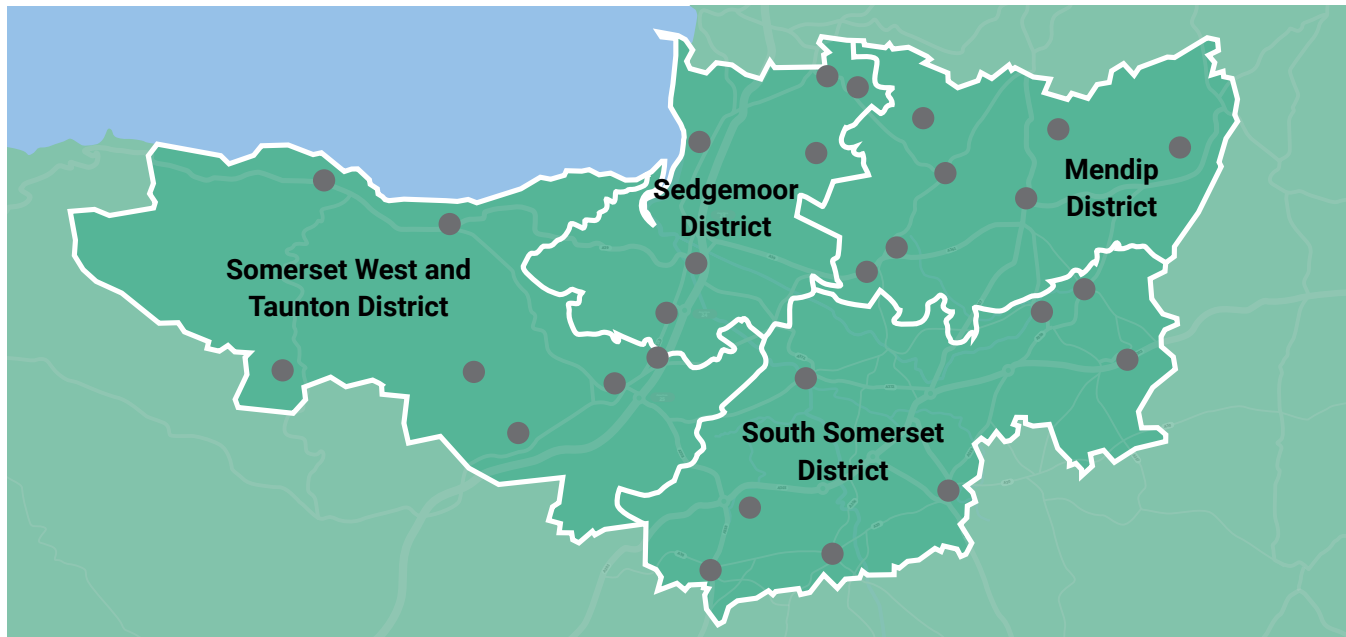 Sedgemoor
District
Mendip
District
Somerset West and
Taunton District
South Somerset
District